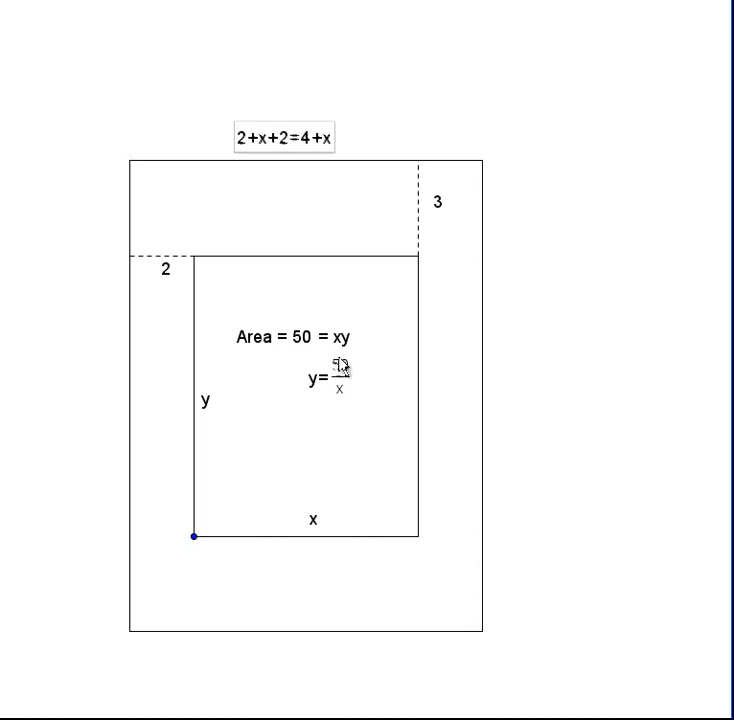 2+x+2=4+x
3
2
Area = 50 = xy
y=
x
y
x